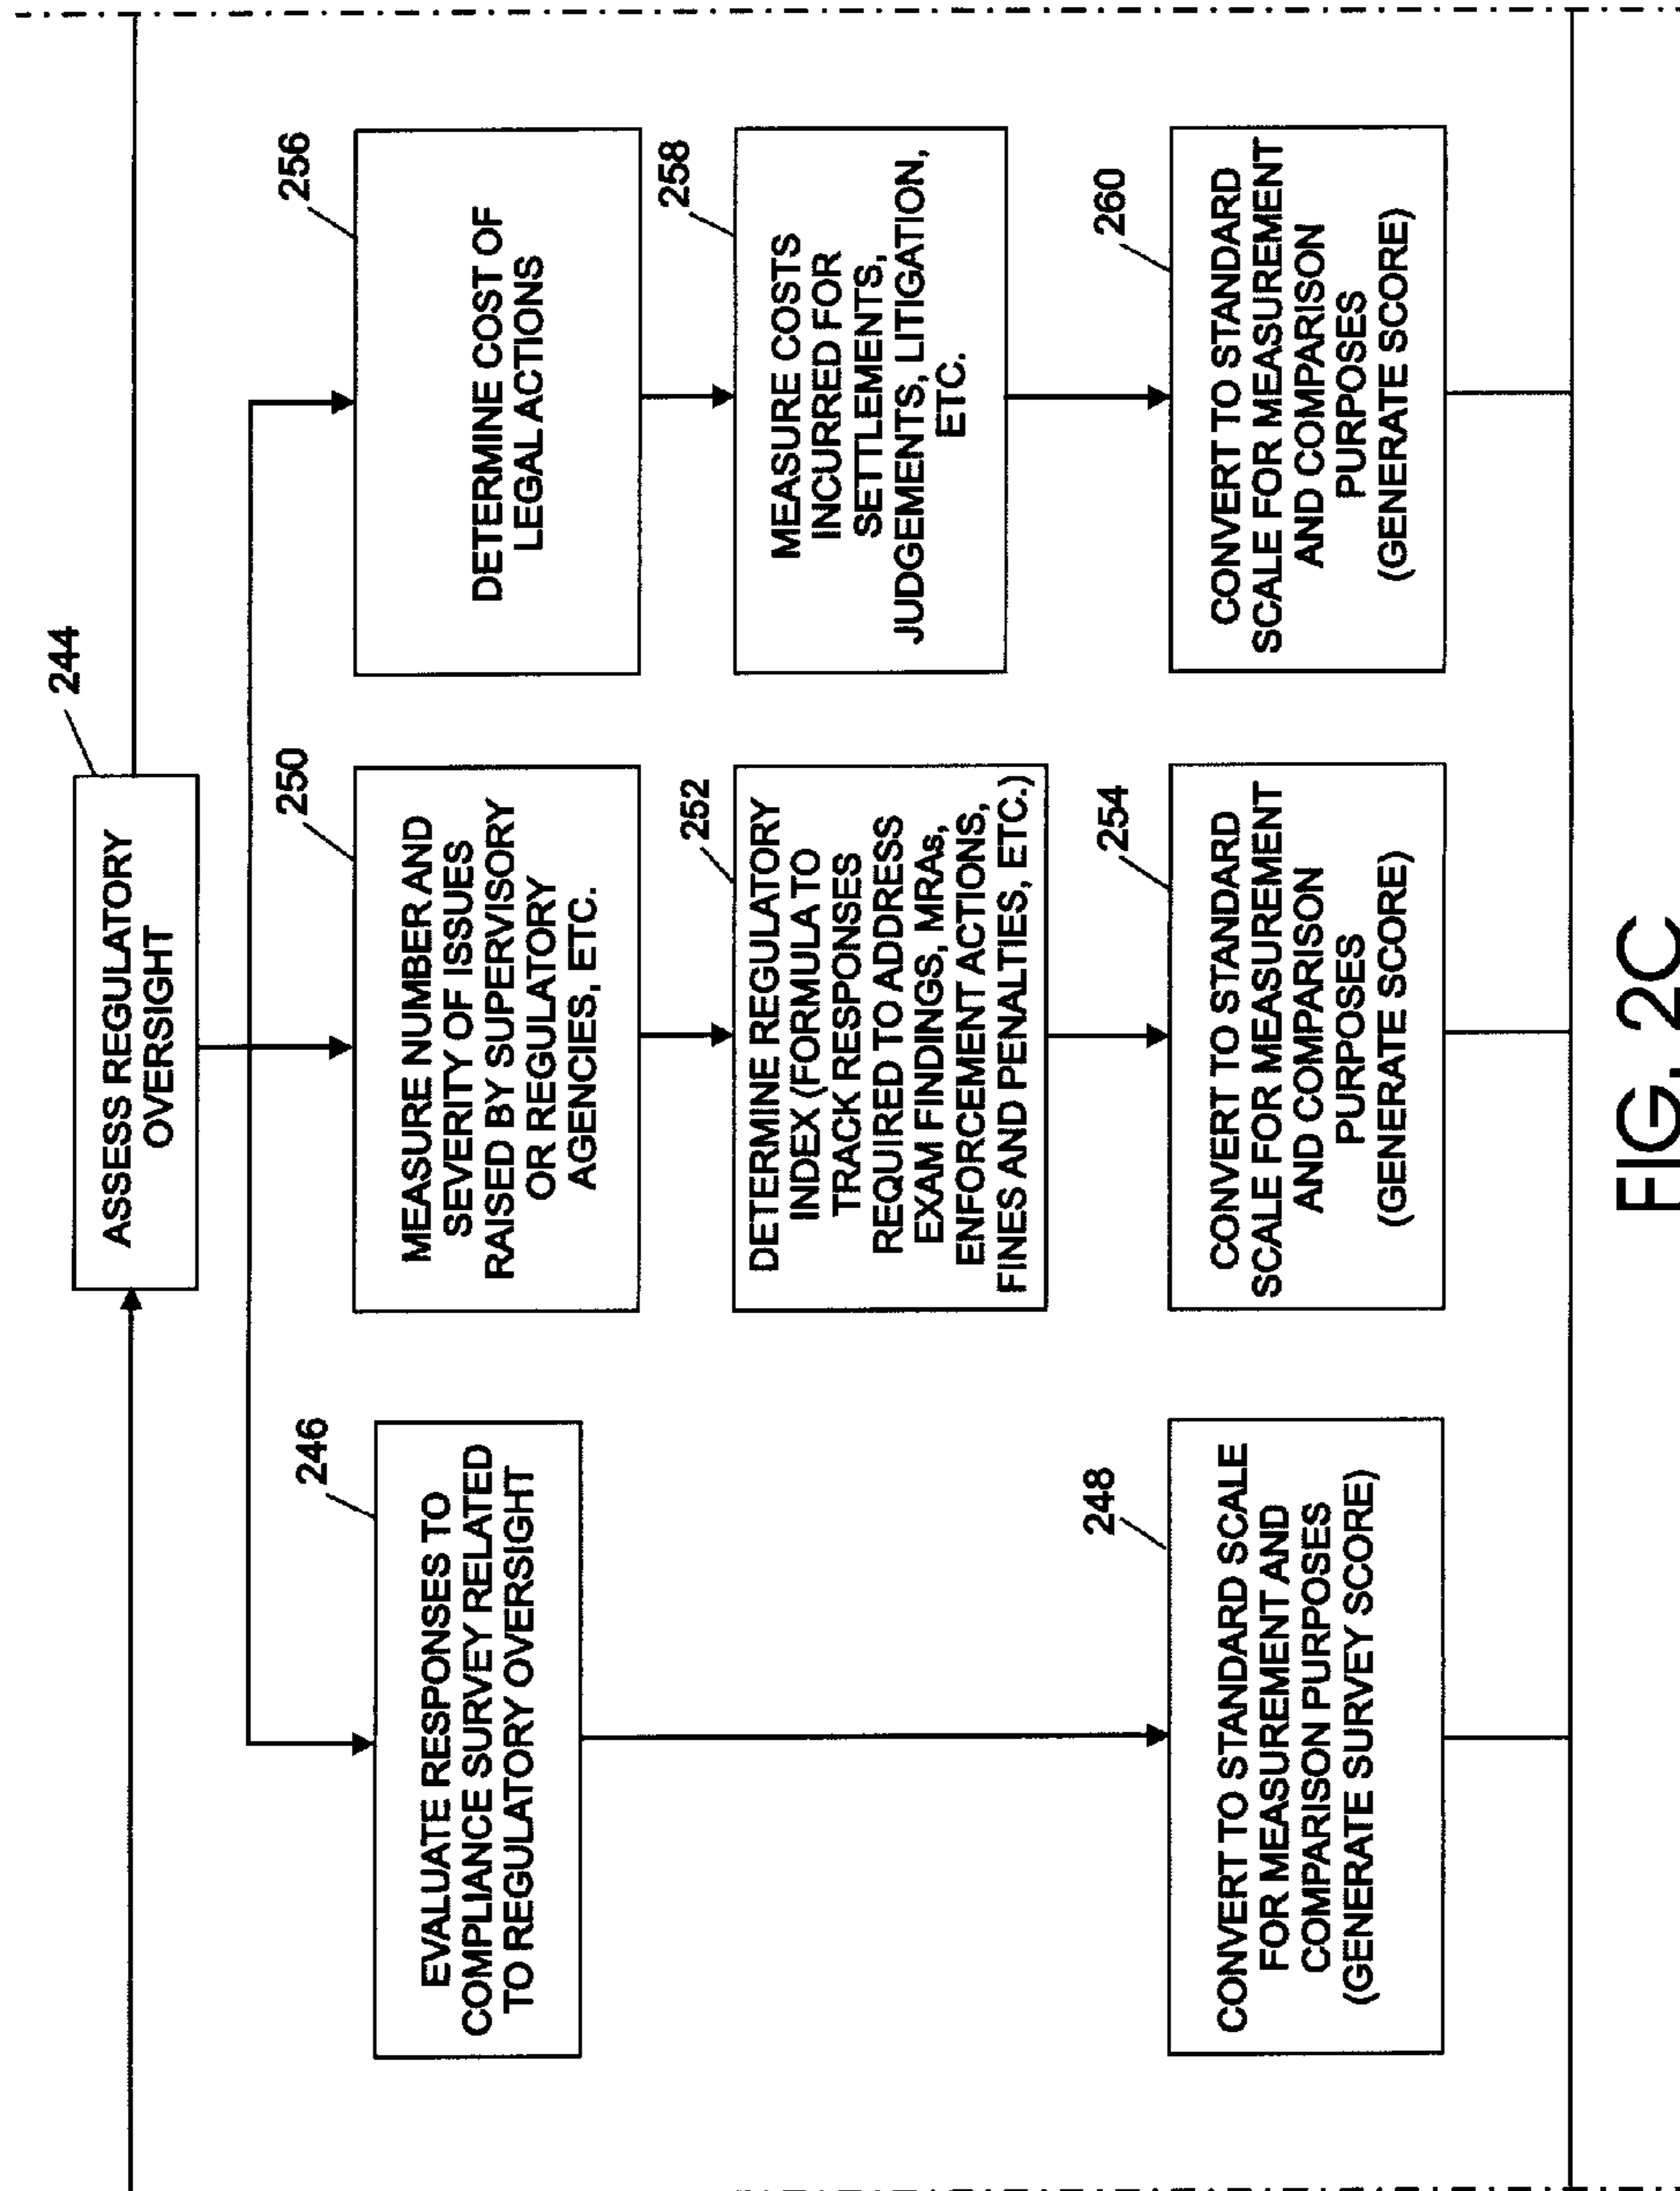 244
ASSESS REGULATORY
OVERSIGHT
246
EVALUATE RESPONSES TO
COMPLIANCE SURVEY RELATED
TO REGULATORY OVERSIGHT
248
CONVERT TO STANDARD SCALE
FOR MEASUREMENT AND
COMPARISON PURPOSES
(GENERATE SURVEY SCORE)
250
MEASURE NUMBER AND
SEVERITY OF ISSUES
RAISED BY SUPERVISORY
OR REGULATORY
AGENCIES, ETC.
252
DETERMINE REGULATORY
INDEX (FORMULA TO
TRACK RESPONSES
REQUIRED TO ADDRESS
EXAM FINDINGS, MRAs,
ENFORCEMENT ACTIONS,
FINES AND PENALTIES, ETC.)
254
CONVERT TO STANDARD
SCALE FOR MEASUREMENT
AND COMPARISON
PURPOSES
(GENERATE SCORE)
256
DETERMINE COST OF
LEGAL ACTIONS
258
MEASURE COSTS
INCURRED FOR
SETTLEMENTS,
JUDGEMENTS, LITIGATION,
ETC.
260
CONVERT TO STANDARD
SCALE FOR MEASUREMENT
AND COMPARISON
PURPOSES
(GENERATE SCORE)
FIG. 2C